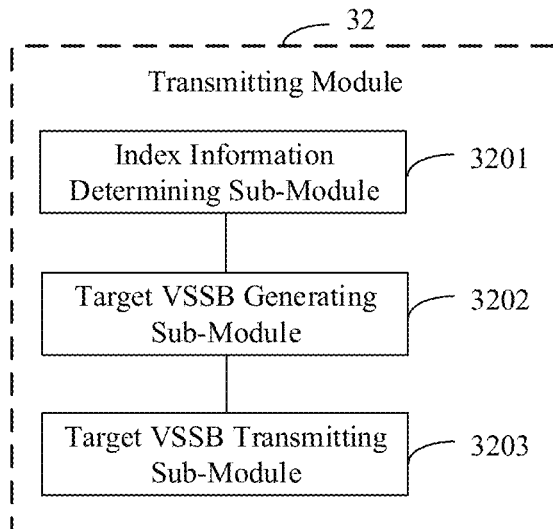 32
Transmitting Module
Index Information
Determining Sub-Module
3201
Target VSSB Generating
Sub-Module
3202
Target VSSB Transmitting
Sub-Module
3203